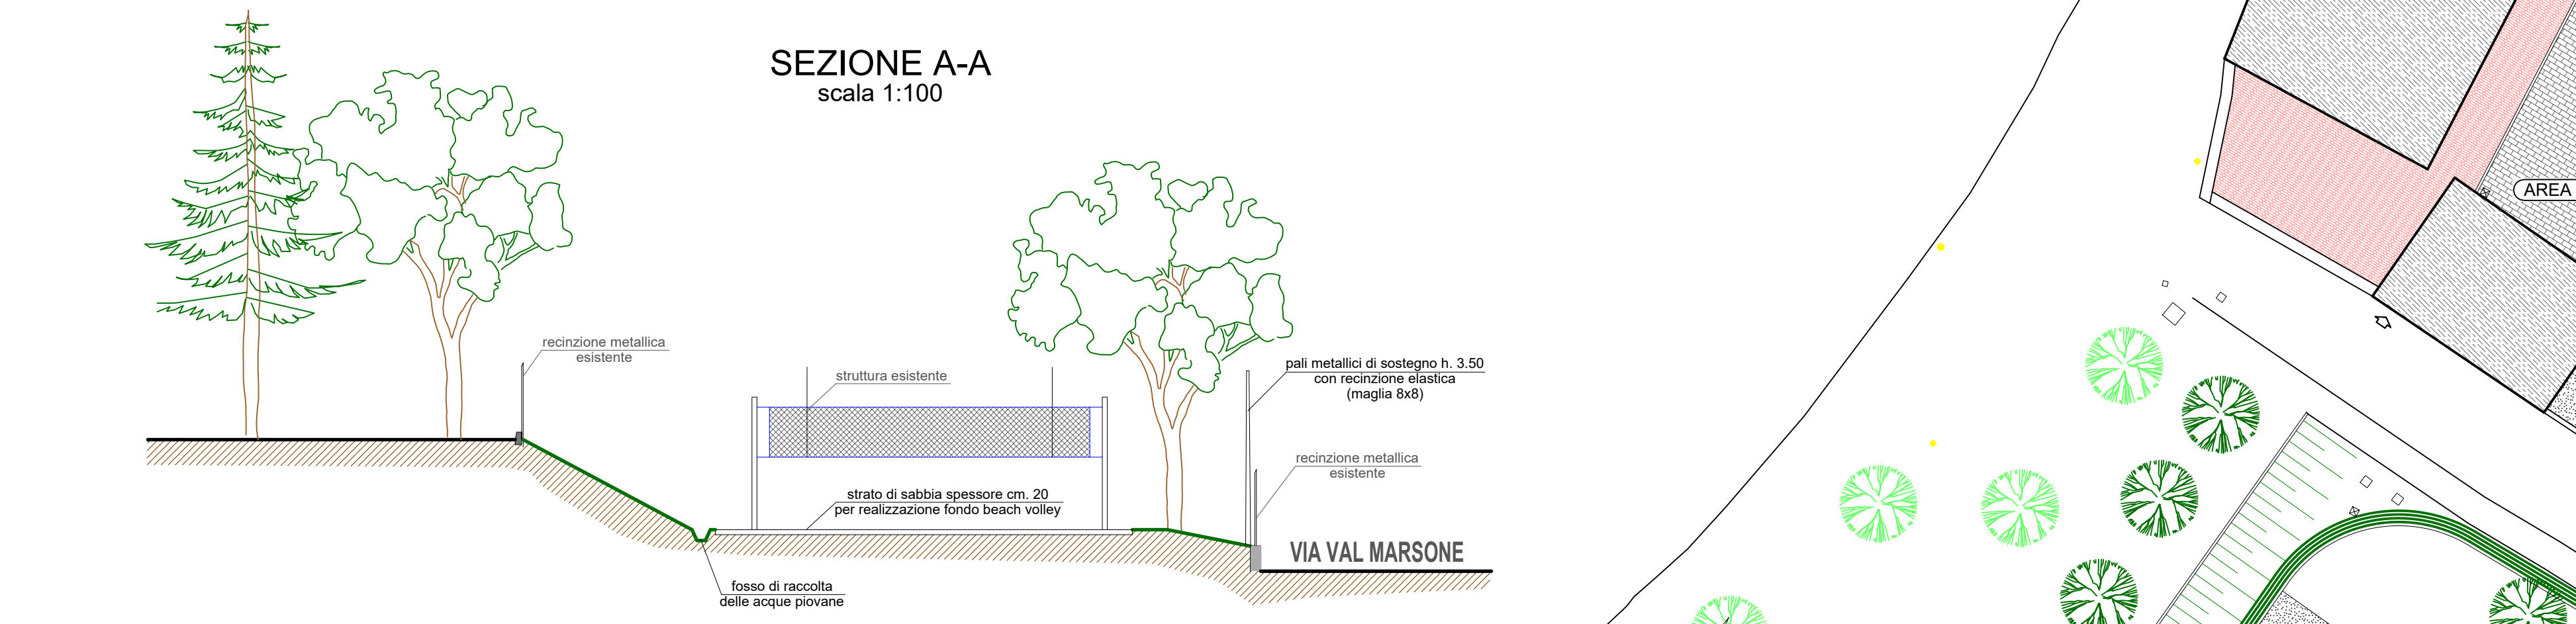 SEZIONE A-A
scala 1:100
recinzione metallica
esistente
struttura esistente
pali metallici di sostegno h. 3.50
con recinzione elastica
(maglia 8x8)
recinzione metallica
esistente
strato di sabbia spessore cm. 20
per realizzazione fondo beach volley
VIA VAL MARSONE
fosso di raccolta
delle acque piovane
AREA